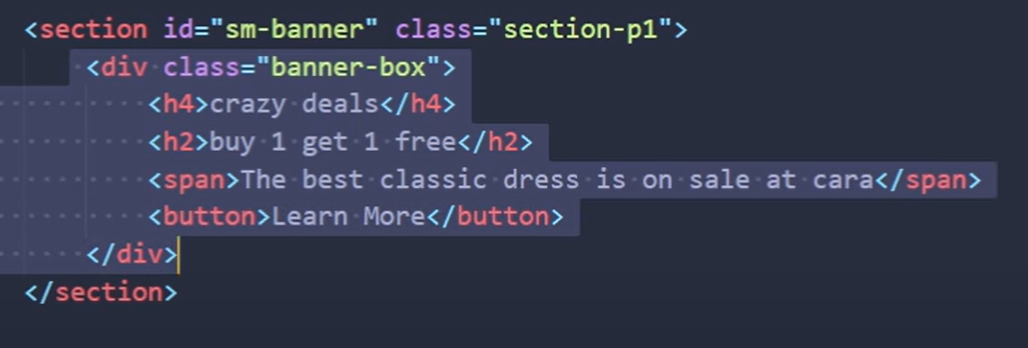 <section id="sm-banner" class="section-p1">
<div class="banner-box">
<h4>crazy deals</h4>
<h2>buy 1 get 1 free</h2>
<span>The best classic dress is on sale at cara</span>
<button>Learn More</button>
</div>
</section>